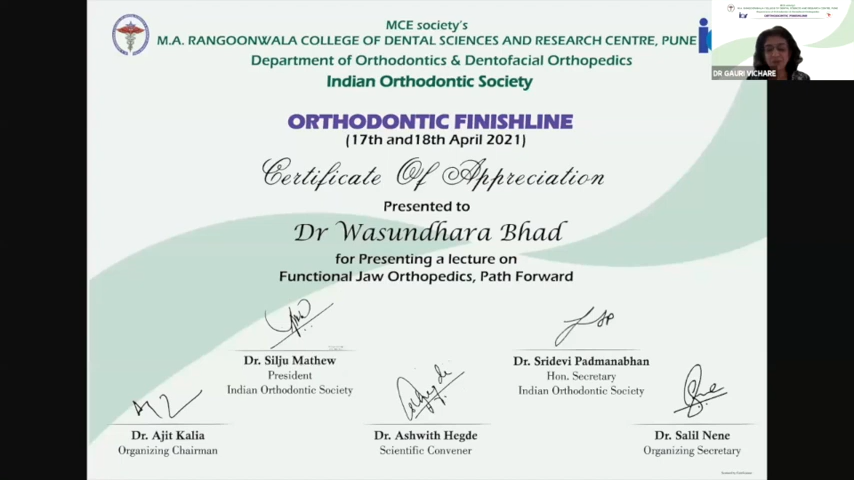 MCE society's
M.A. RANGOONWALA COLLEGE OF DENTAL SCIENCES AND RESEARCH CENTRE, PUNE
Department of Orthodontics & Dentofacial Orthopedics
Indian Orthodontic Society
DR GAURI VICHARE
ORTHODONTIC FINISHLINE
(17th and18th April 2021)
Certificate Of Appreciation
Presented to
Dr Wasundhara Bhad
for Presenting a lecture on
Functional Jaw Orthopedics, Path Forward
Dr. Silju Mathew
President
Indian Orthodontic Society
Dr. Sridevi Padmanabhan
Hon. Secretary
Indian Orthodontic Society
Dr. Ajit Kalia
Organizing Chairman
Dr. Ashwith Hegde
Scientific Convener
Dr. Salil Nene
Organizing Secretary